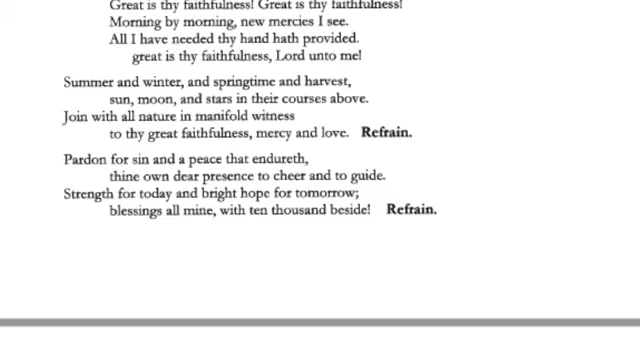 Great is thy faithfulness! Great is thy faithfulness!
Morning by morning, new mercies I see.
All I have needed thy hand hath provided.
great is thy faithfulness, Lord unto me!
Summer and winter, and springtime and harvest,
sun, moon, and stars in their courses above.
Join with all nature in manifold witness
to thy great faithfulness, mercy and love. Refrain.
Pardon for sin and a peace that endureth,
thine own dear presence to cheer and to guide.
Strength for today and bright hope for tomorrow;
blessings all mine, with ten thousand beside! Refrain.